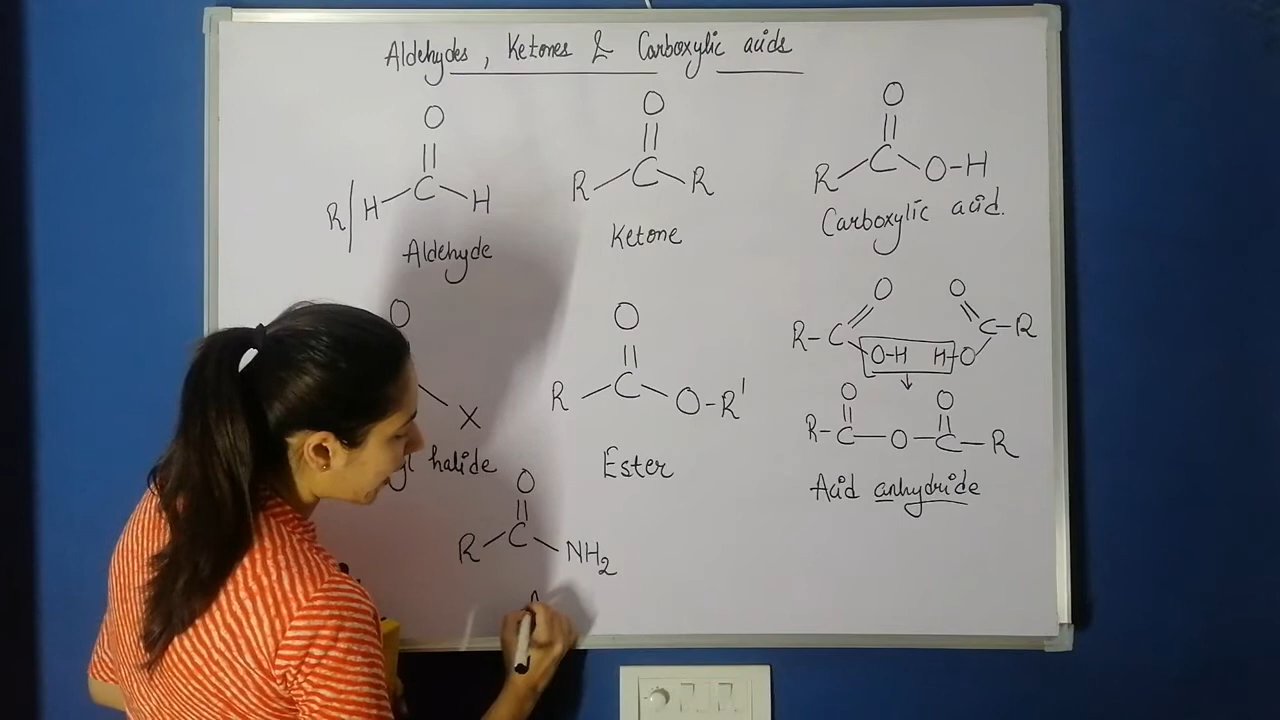 Aldehydes, Ketones & Carboxylic acids
O
R/H-C-H
Aldehyde
O
R-C-R
Ketone
O
R-C-O-H
Carboxylic acid.
O
X
halide
O
R-C-O-R'
Ester
O O
R-C C-R
O-H H-O
O O
R-C-O-C-R
Acid anhydride
O
R-C-NH2